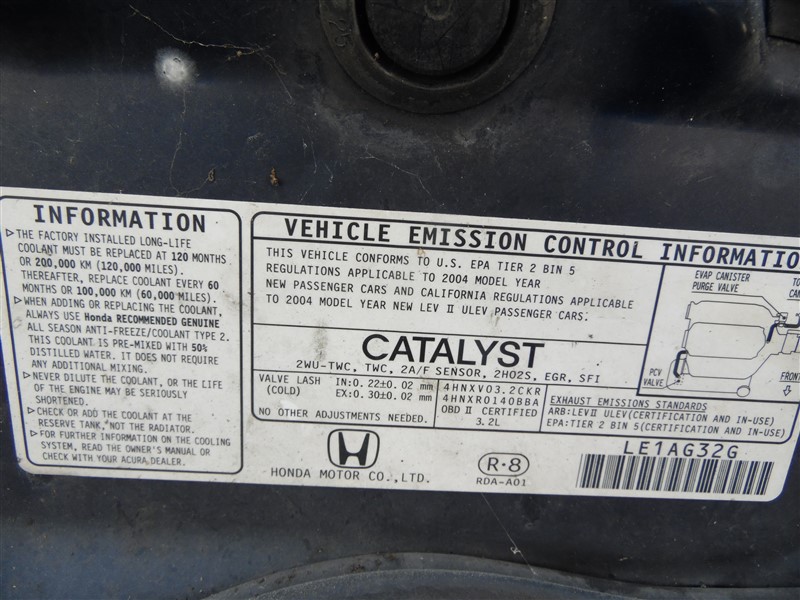 25
INFORMATION
▷THE FACTORY INSTALLED LONG-LIFE
COOLANT MUST BE REPLACED AT 120 MONTHS
OR 200,000 KM (120,000 MILES).
THEREAFTER, REPLACE COOLANT EVERY 60
MONTHS OR 100,000 KM (60,000 MILES).
▷WHEN ADDING OR REPLACING THE COOLANT,
ALWAYS USE Honda RECOMMENDED GENUINE
ALL SEASON ANTI-FREEZE/COOLANT TYPE 2.
THIS COOLANT IS PRE-MIXED WITH 50%
DISTILLED WATER. IT DOES NOT REQUIRE
ANY ADDITIONAL MIXING.
▷NEVER DILUTE THE COOLANT, OR THE LIFE
OF THE ENGINE MAY BE SERIOUSLY
SHORTENED.
▷CHECK OR ADD THE COOLANT AT THE
RESERVE TANK, NOT THE RADIATOR.
▷FOR FURTHER INFORMATION ON THE COOLING
SYSTEM, READ THE OWNER'S MANUAL OR
CHECK WITH YOUR ACURA DEALER.
VEHICLE EMISSION CONTROL INFORMATIO
THIS VEHICLE CONFORMS TO U.S. EPA TIER 2 BIN 5
REGULATIONS APPLICABLE TO 2004 MODEL YEAR
NEW PASSENGER CARS AND CALIFORNIA REGULATIONS APPLICABLE
TO 2004 MODEL YEAR NEW LEV II ULEV PASSENGER CARS.
CATALYST
2WU-TWC, TWC, 2A/F SENSOR, 2HO2S, EGR, SFI
VALVE LASH IN:0.22±0.02 mm
(COLD) EX:0.30±0.02 mm
NO OTHER ADJUSTMENTS NEEDED.
4HNXV03.2CKR
4HNXR0140BBA
OBD II CERTIFIED
3.2L
EXHAUST EMISSIONS STANDARDS
ARB:LEVII ULEV(CERTIFICATION AND IN-USE)
EPA:TIER 2 BIN 5(CERTIFICATION AND IN-USE)
EVAP CANISTER
PURGE VALVE
TO
CA
PCV
VALVE
FRONT
HONDA MOTOR CO.,LTD.
R·8
RDA-A01
LE1AG32G